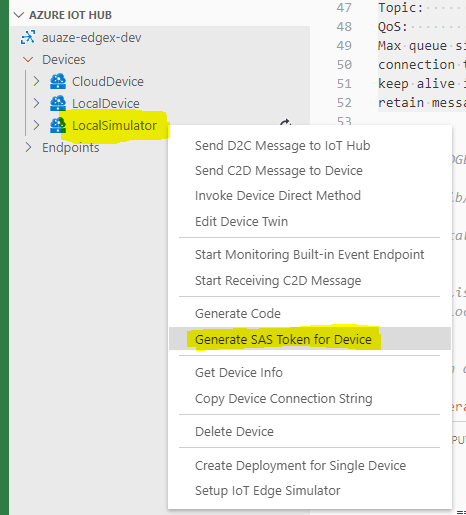 AZURE IOT HUB
auaze-edgex-dev
Devices
CloudDevice
LocalDevice
LocalSimulator
Endpoints
Send D2C Message to IoT Hub
Send C2D Message to Device
Invoke Device Direct Method
Edit Device Twin
Start Monitoring Built-in Event Endpoint
Start Receiving C2D Message
Generate Code
Generate SAS Token for Device
Get Device Info
Copy Device Connection String
Delete Device
Create Deployment for Single Device
Setup IoT Edge Simulator
47 Topic:
48 QoS:
49 Max·queue·si
50 connection·t
51 keep·alive·i
52 retain·messa
53